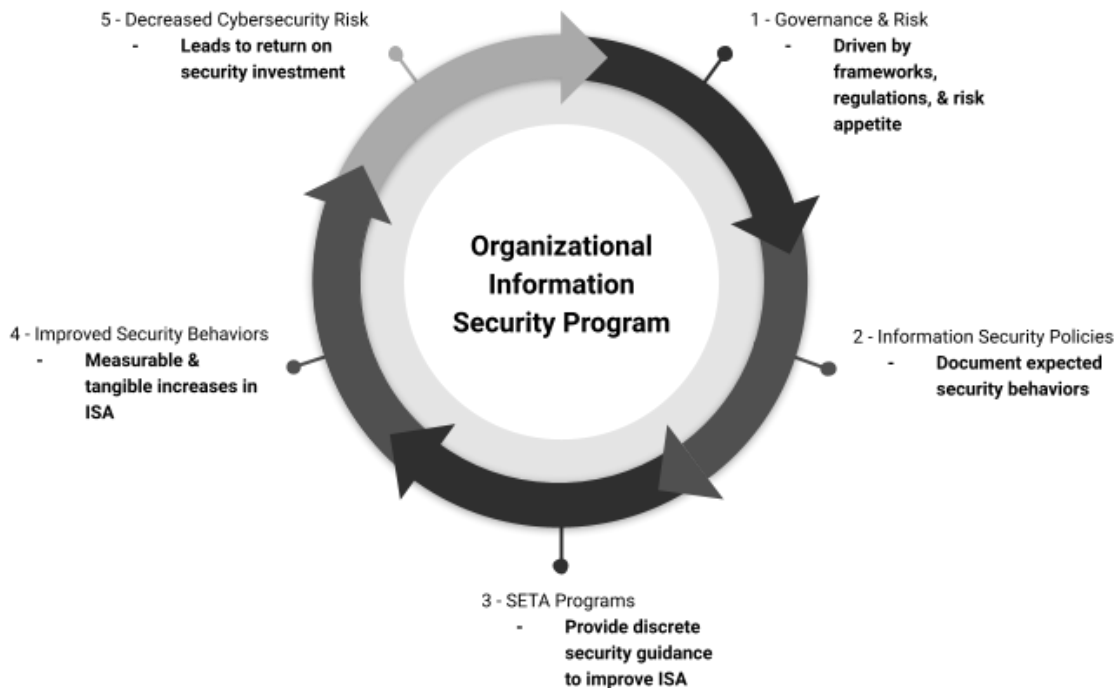 5 - Decreased Cybersecurity Risk
- Leads to return on
security investment
1 - Governance & Risk
- Driven by
frameworks,
regulations, & risk
appetite
Organizational
Information
Security Program
4 - Improved Security Behaviors
- Measurable &
tangible increases in
ISA
2 - Information Security Policies
- Document expected
security behaviors
3 - SETA Programs
- Provide discrete
security guidance
to improve ISA